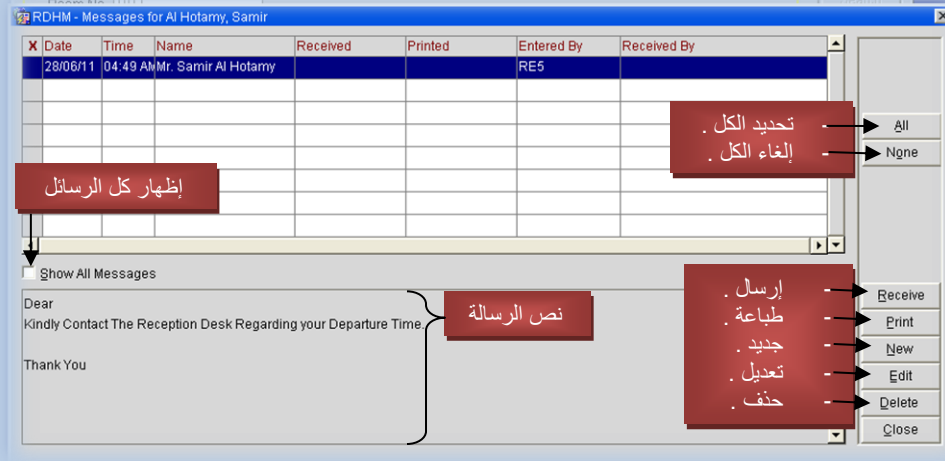 RDHM - Messages for Al Hotamy, Samir
X Date Time Name Received Printed Entered By Received By
28/06/11 04:49 AM Mr. Samir Al Hotamy RE5
- تحديد الكل .
- إلغاء الكل .
All
None
إظهار كل الرسائل
Show All Messages
Dear
Kindly Contact The Reception Desk Regarding your Departure Time.
Thank You
نص الرسالة
- إرسال .
- طباعة .
- جديد .
- تعديل .
- حذف .
Receive
Print
New
Edit
Delete
Close